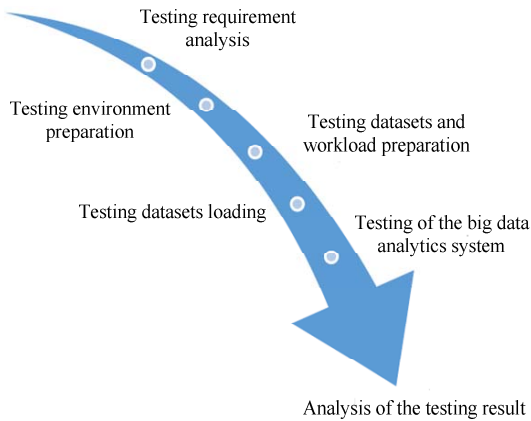 Testing requirement
analysis
Testing environment
preparation
Testing datasets and
workload preparation
Testing datasets loading
Testing of the big data
analytics system
Analysis of the testing result